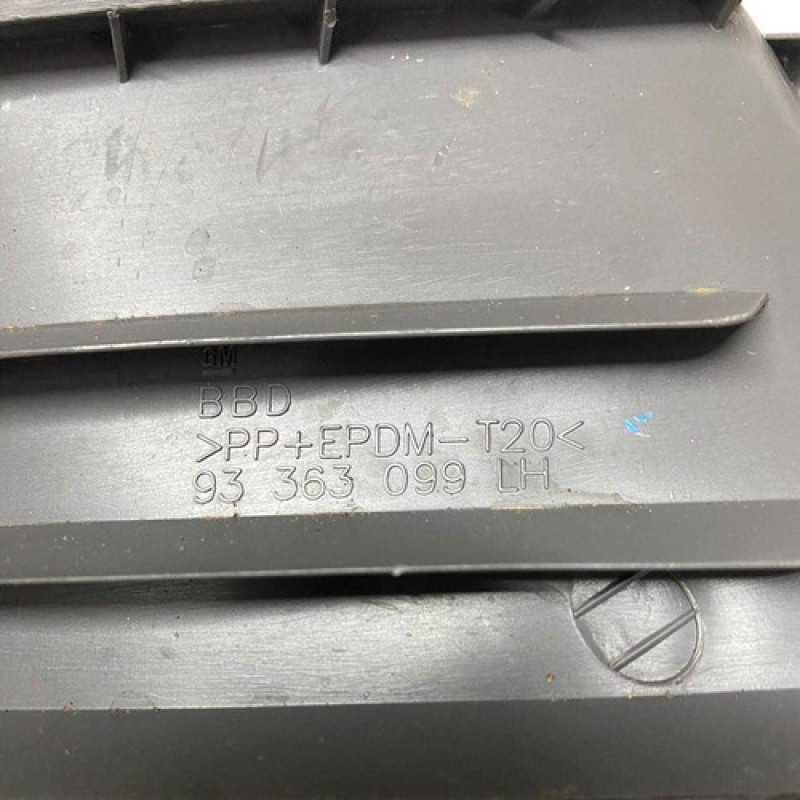 GM
BBD
>PP+EPDM-T20<
93 363 099 LH